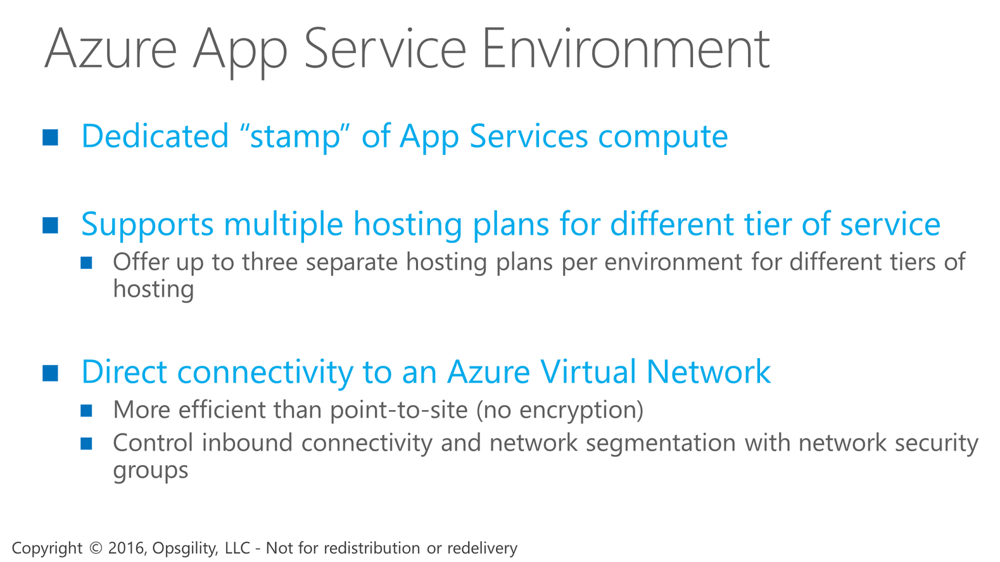 Azure App Service Environment
Dedicated “stamp” of App Services compute
Supports multiple hosting plans for different tier of service
Offer up to three separate hosting plans per environment for different tiers of
hosting
Direct connectivity to an Azure Virtual Network
More efficient than point-to-site (no encryption)
Control inbound connectivity and network segmentation with network security
groups
Copyright © 2016, Opsgility, LLC - Not for redistribution or redelivery